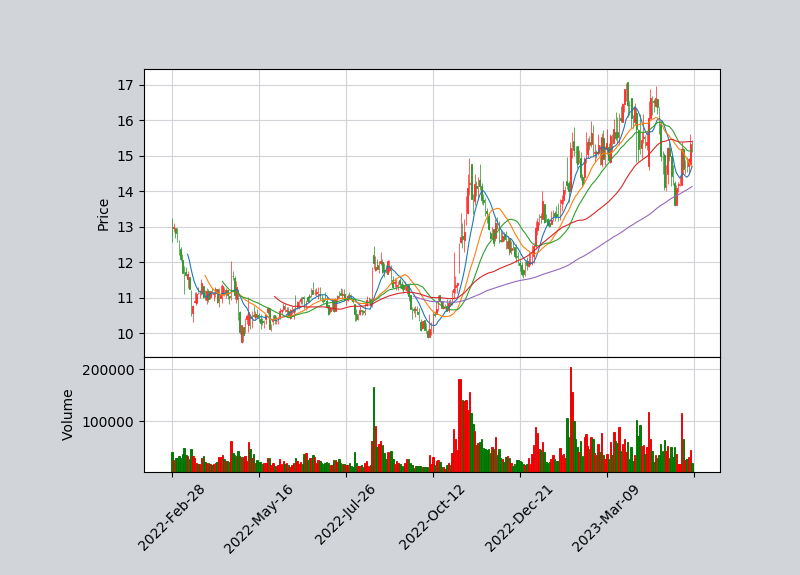 17
16
15
14
13
12
11
10
Price
200000
100000
Volume
2022-Feb-28
2022-May-16
2022-Jul-26
2022-Oct-12
2022-Dec-21
2023-Mar-09